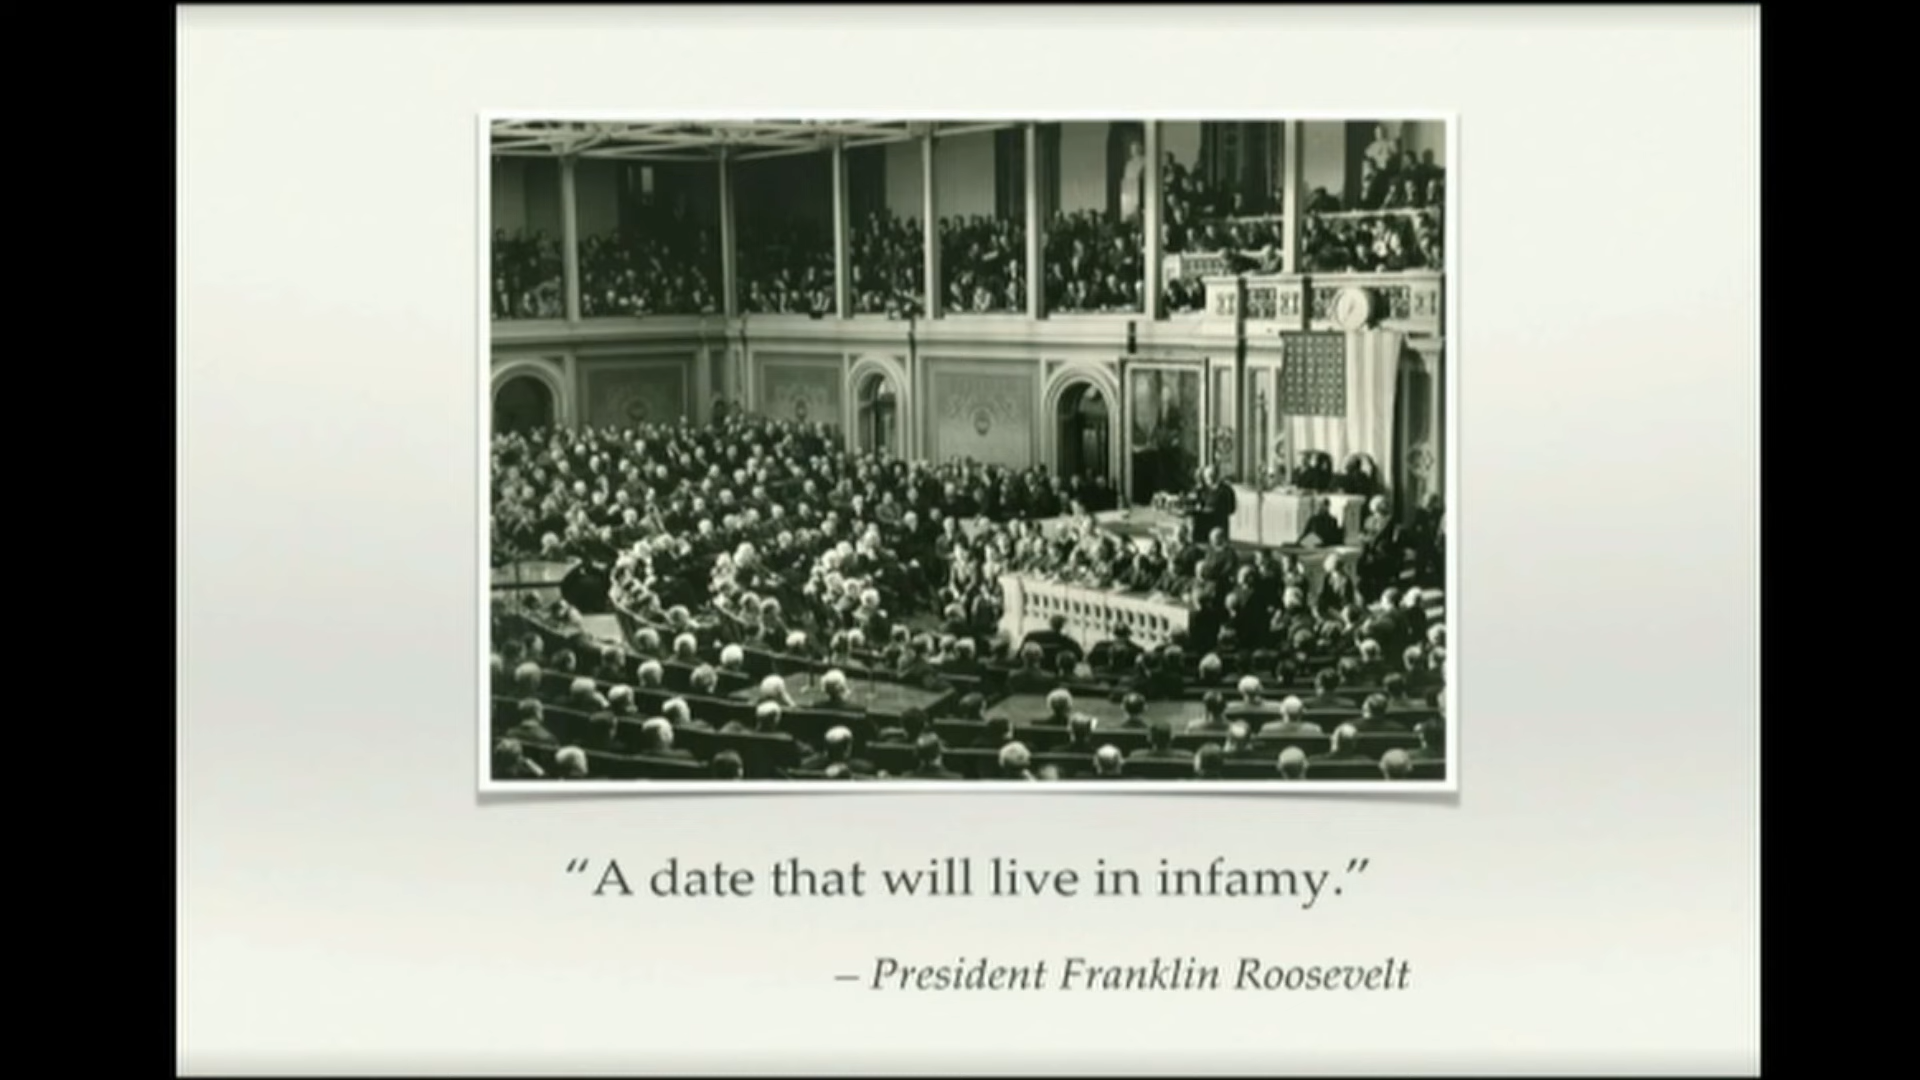 “A date that will live in infamy.”
– President Franklin Roosevelt